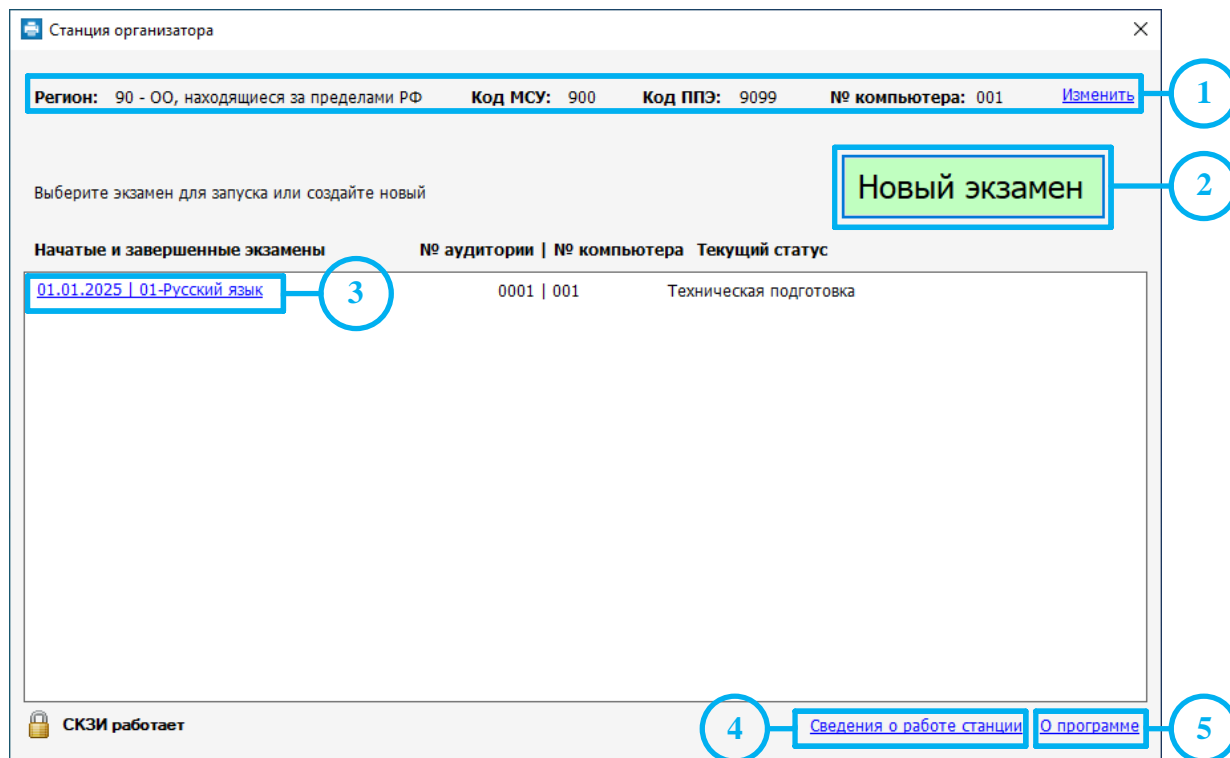 Станция организатора
Регион: 90 - ОО, находящиеся за пределами РФ Код МСУ: 900 Код ППЭ: 9099 № компьютера: 001 Изменить 1
Выберите экзамен для запуска или создайте новый Новый экзамен 2
Начатые и завершенные экзамены № аудитории | № компьютера Текущий статус
01.01.2025 | 01-Русский язык 3 0001 | 001 Техническая подготовка
СКЗИ работает 4 Сведения о работе станции О программе 5